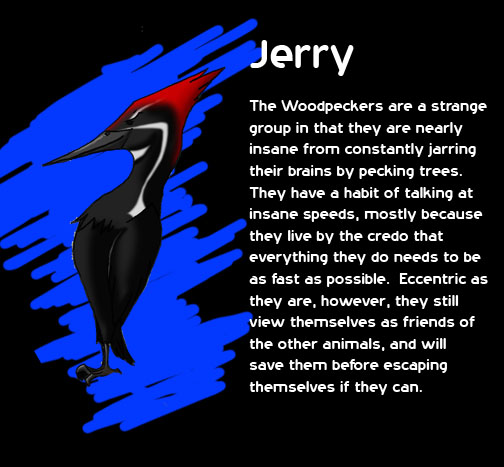 Jerry
The Woodpeckers are a strange
group in that they are nearly
insane from constantly jarring
their brains by pecking trees.
They have a habit of talking at
insane speeds, mostly because
they live by the credo that
everything they do needs to be
as fast as possible.  Eccentric as
they are, however, they still
view themselves as friends of
the other animals, and will
save them before escaping
themselves if they can.